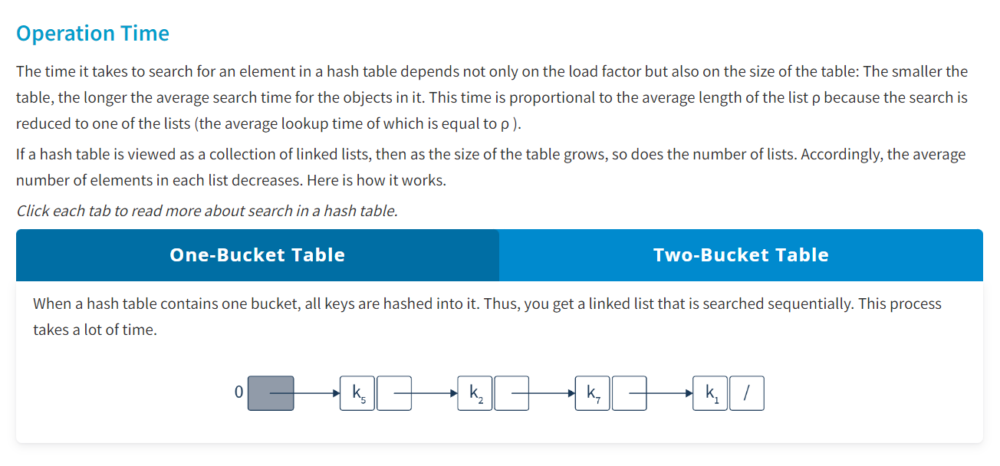 Operation Time
The time it takes to search for an element in a hash table depends not only on the load factor but also on the size of the table: The smaller the
table, the longer the average search time for the objects in it. This time is proportional to the average length of the list ρ because the search is
reduced to one of the lists (the average lookup time of which is equal to ρ ).
If a hash table is viewed as a collection of linked lists, then as the size of the table grows, so does the number of lists. Accordingly, the average
number of elements in each list decreases. Here is how it works.
Click each tab to read more about search in a hash table.
One-Bucket Table Two-Bucket Table
When a hash table contains one bucket, all keys are hashed into it. Thus, you get a linked list that is searched sequentially. This process
takes a lot of time.
0 k₅ k₂ k₇ k₁ /